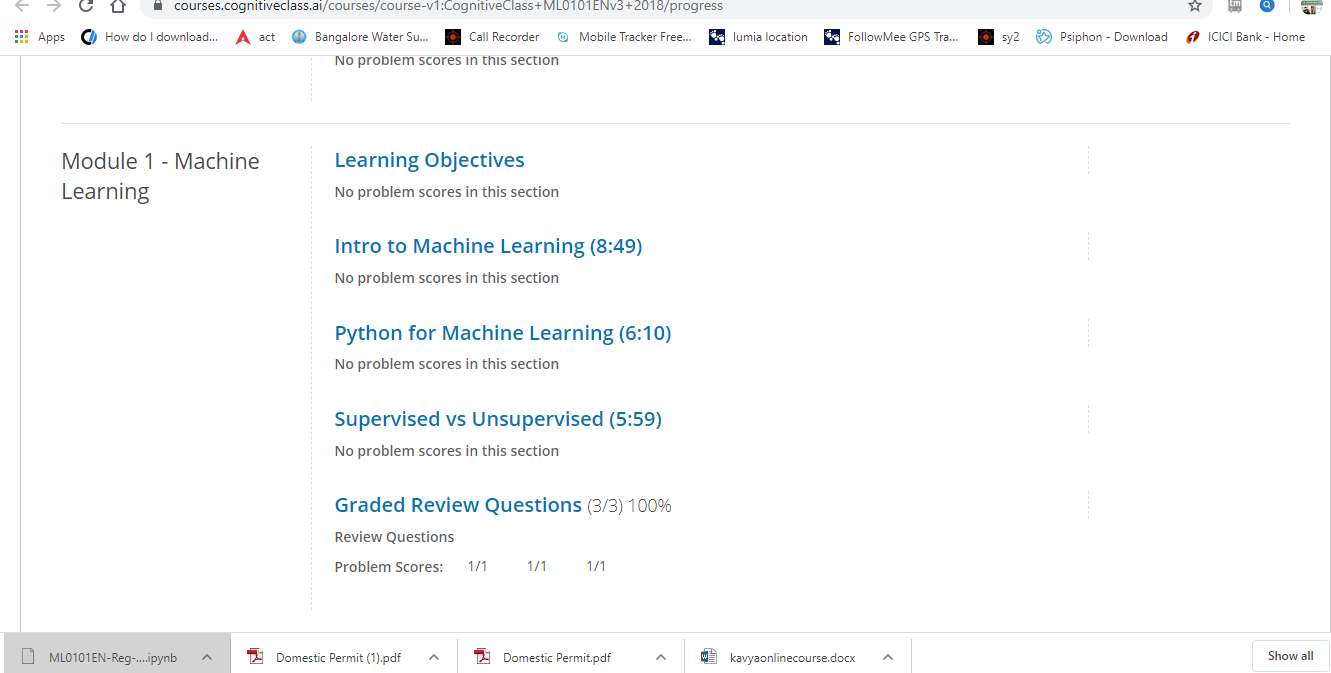 courses.cognitiveclass.ai/courses/course-v1:CognitiveClass+ML0101ENv3+2018/progress
Apps How do I download... act Bangalore Water Su... Call Recorder Mobile Tracker Free... lumia location FollowMee GPS Tra... sy2 Psiphon - Download ICICI Bank - Home
No problem scores in this section
Module 1 - Machine
Learning
Learning Objectives
No problem scores in this section
Intro to Machine Learning (8:49)
No problem scores in this section
Python for Machine Learning (6:10)
No problem scores in this section
Supervised vs Unsupervised (5:59)
No problem scores in this section
Graded Review Questions (3/3) 100%
Review Questions
Problem Scores: 1/1 1/1 1/1
ML0101EN-Reg-....ipynb Domestic Permit (1).pdf Domestic Permit.pdf kavyaonlinecourse.docx Show all